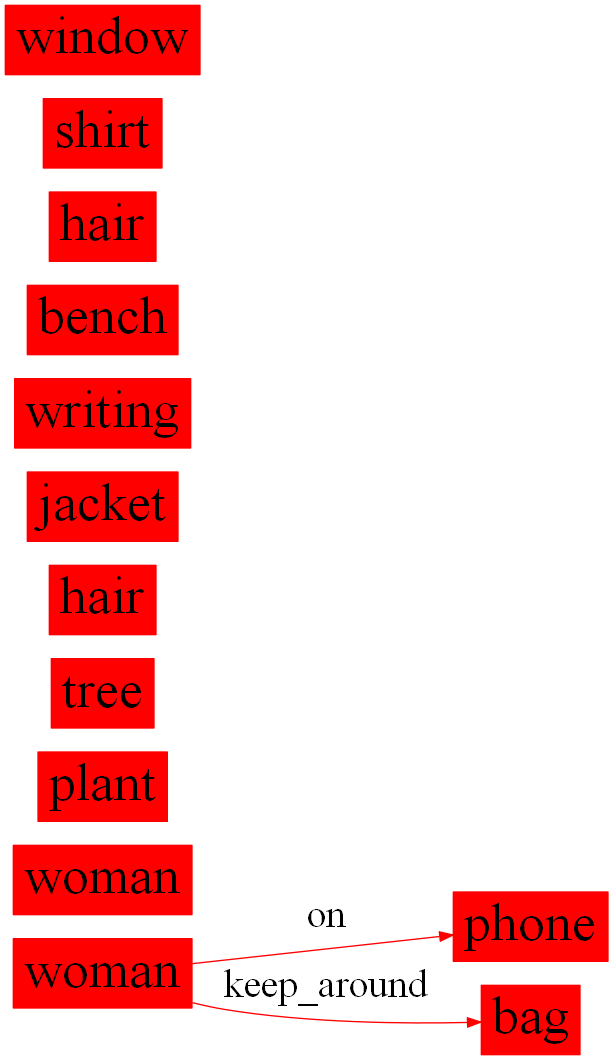 window
shirt
hair
bench
writing
jacket
hair
tree
plant
woman
on
phone
woman
keep_around
bag